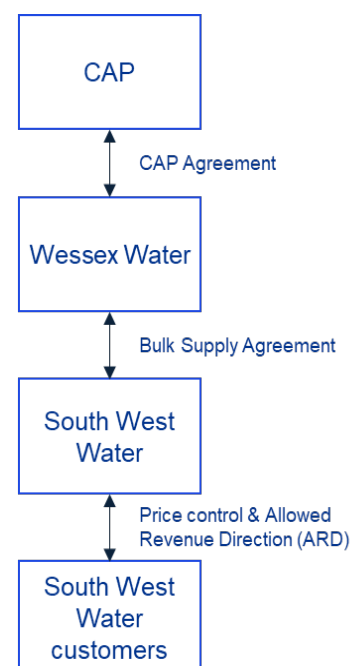 CAP
CAP Agreement
Wessex Water
Bulk Supply Agreement
South West
Water
Price control & Allowed
Revenue Direction (ARD)
South West
Water
customers